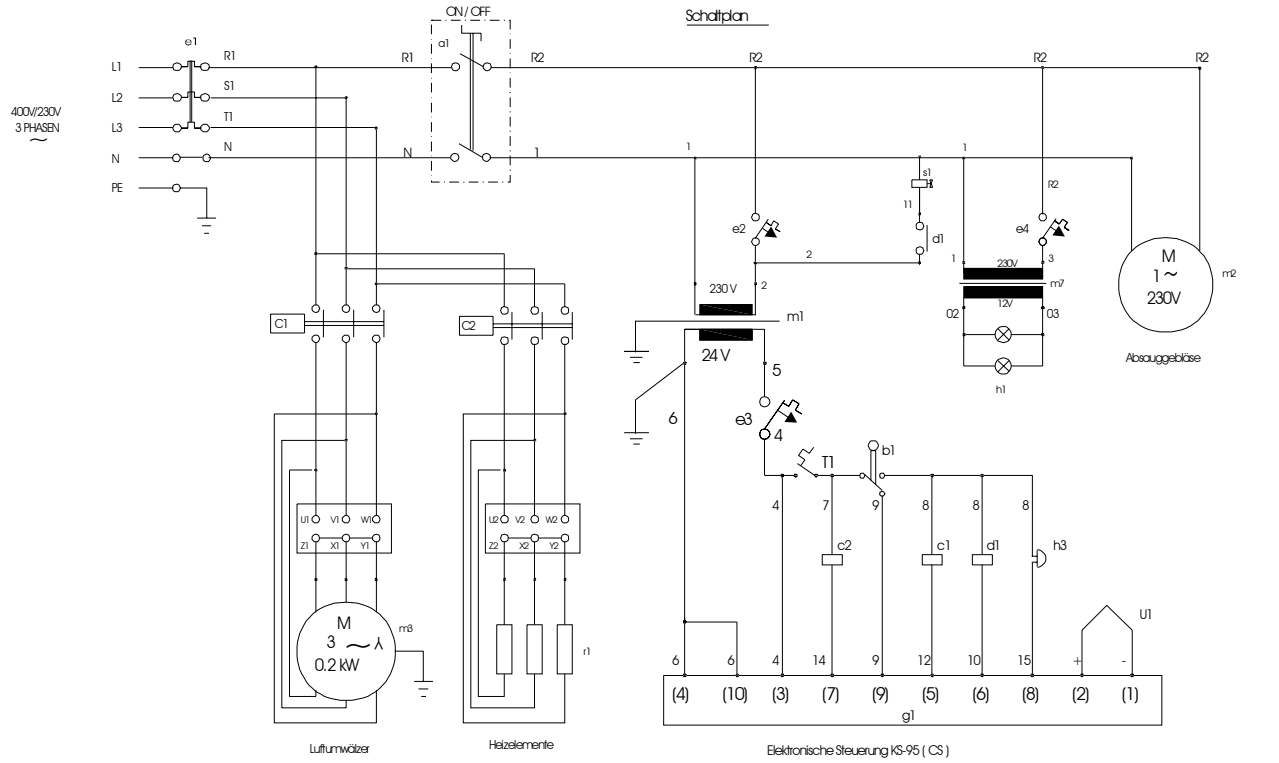 ON / OFF
Schaltplan
e1
R1
R1
a1
R2
R2
R2
R2
L1
S1
L2
400V/230V
3 PHASEN
~
T1
L3
N
N
N
1
1
1
PE
s1
11
R2
e2
d1
e4
2
1
3
230V
m7
12V
02
03
h1
M
1 ~
230V
m2
Absauggebläse
230 V
2
m1
24 V
C1
C2
5
6
e3
4
T1
b1
4
7
9
8
8
8
c2
c1
d1
h3
U1
U1
V1
W1
Z1
X1
Y1
U2
V2
W2
Z2
X2
Y2
M
3 ~
0.2 kW
m3
r1
6
6
4
14
9
12
10
15
+
-
(4)
(10)
(3)
(7)
(9)
(5)
(6)
(8)
(2)
(1)
g1
Luftumwälzer
Heizelemente
Elektronische Steuerung KS-95 ( CS )